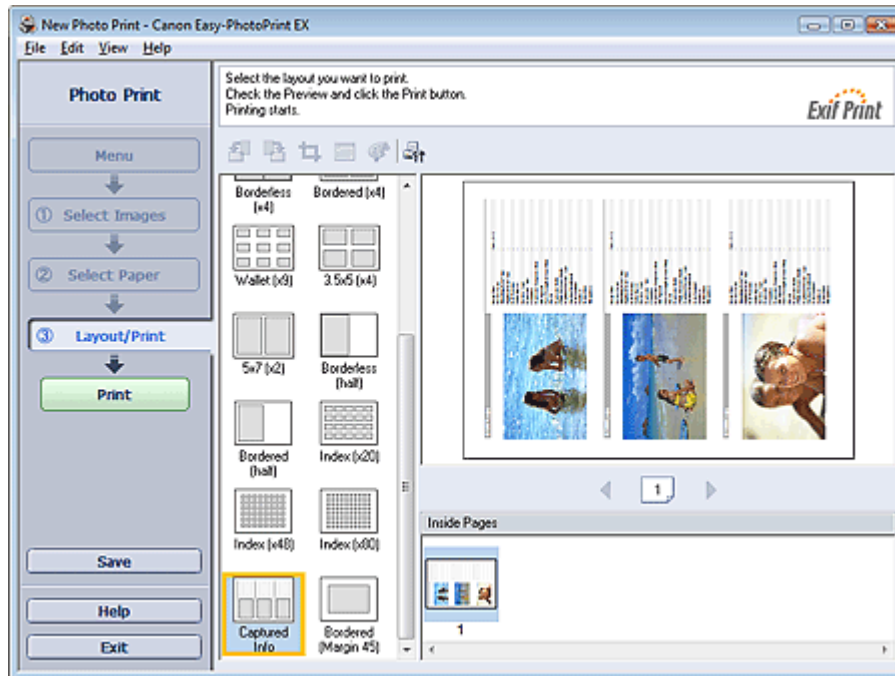 New Photo Print - Canon Easy-PhotoPrint EX
File Edit View Help
Photo Print
Menu
① Select Images
② Select Paper
③ Layout/Print
Print
Save
Help
Exit
Select the layout you want to print.
Check the Preview and click the Print button.
Printing starts.
Exif Print
Borderless
(x4)
Bordered (x4)
Wallet (x9)
3.5x5 (x4)
5x7 (x2)
Borderless
(half)
Bordered
(half)
Index (x20)
Index (x48)
Index (x80)
Captured
Info
Bordered
(Margin 45)
1
Inside Pages
1